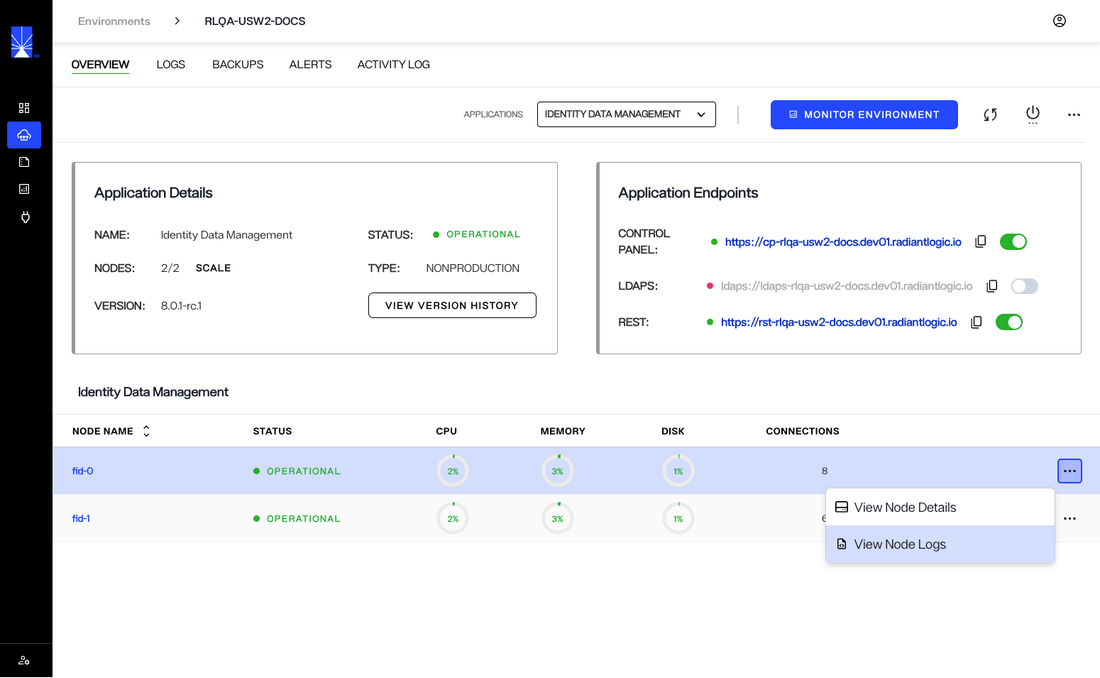 Environments > RLQA-USW2-DOCS
OVERVIEW LOGS BACKUPS ALERTS ACTIVITY LOG
APPLICATIONS IDENTITY DATA MANAGEMENT MONITOR ENVIRONMENT
Application Details
NAME: Identity Data Management STATUS: OPERATIONAL
NODES: 2/2 SCALE TYPE: NONPRODUCTION
VERSION: 8.0.1-rc.1 VIEW VERSION HISTORY
Application Endpoints
CONTROL
PANEL: https://cp-rlqa-usw2-docs.dev01.radiantlogic.io
LDAPS: ldaps://ldaps-rlqa-usw2-docs.dev01.radiantlogic.io
REST: https://rst-rlqa-usw2-docs.dev01.radiantlogic.io
Identity Data Management
NODE NAME STATUS CPU MEMORY DISK CONNECTIONS
fid-0 OPERATIONAL 2% 3% 1% 8
fid-1 OPERATIONAL 2% 3% 1%
View Node Details
View Node Logs